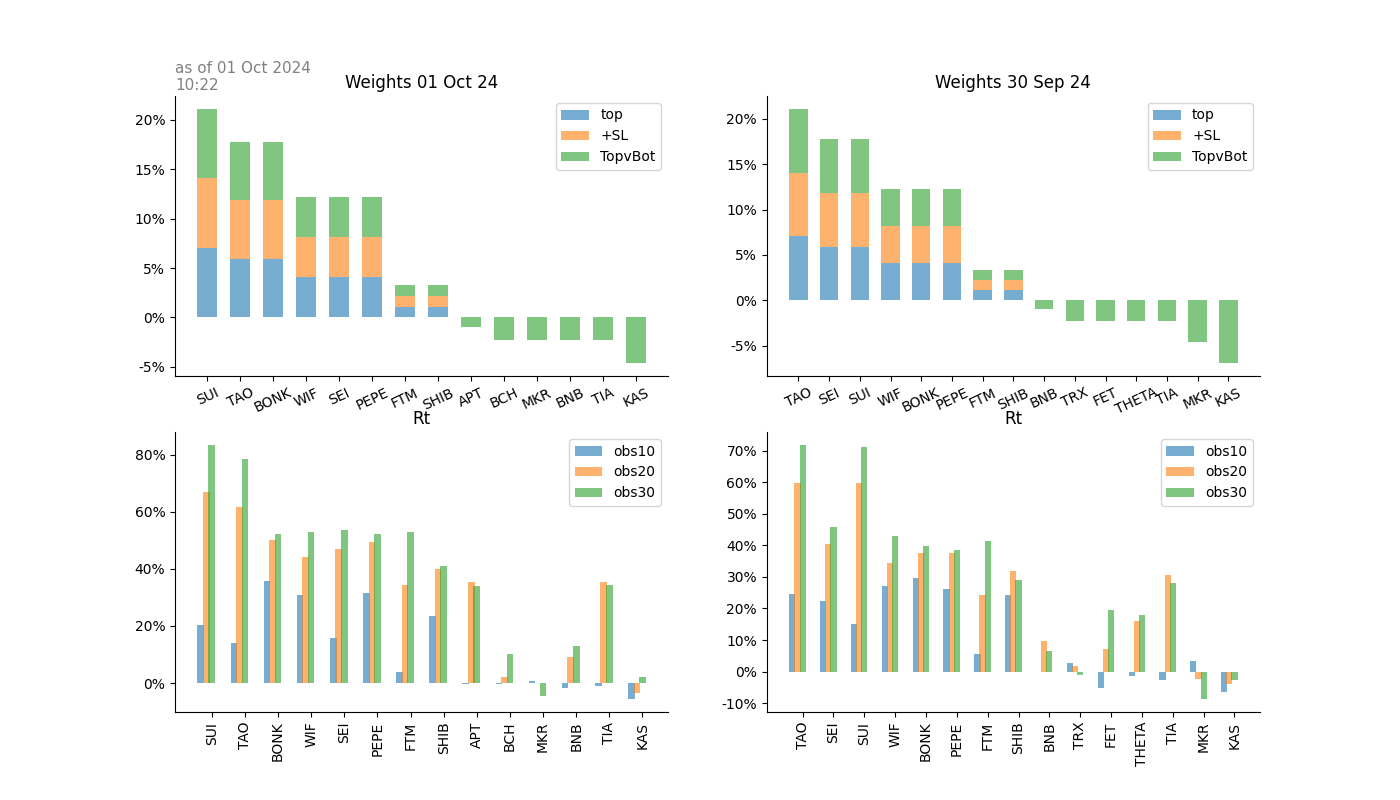 as of 01 Oct 2024
10:22
Weights 01 Oct 24
20%
15%
10%
5%
0%
-5%
top
+SL
TopvBot
SUI TAO BONK WIF SEI PEPE FTM SHIB APT BCH MKR BNB TIA KAS
Weights 30 Sep 24
20%
15%
10%
5%
0%
-5%
top
+SL
TopvBot
TAO SEI SUI WIF BONK PEPE FTM SHIB BNB TRX FET THETA TIA MKR KAS
Rt
80%
60%
40%
20%
0%
obs10
obs20
obs30
SUI TAO BONK WIF SEI PEPE FTM SHIB APT BCH MKR BNB TIA KAS
Rt
70%
60%
50%
40%
30%
20%
10%
0%
-10%
obs10
obs20
obs30
TAO SEI SUI WIF BONK PEPE FTM SHIB BNB TRX FET THETA TIA MKR KAS